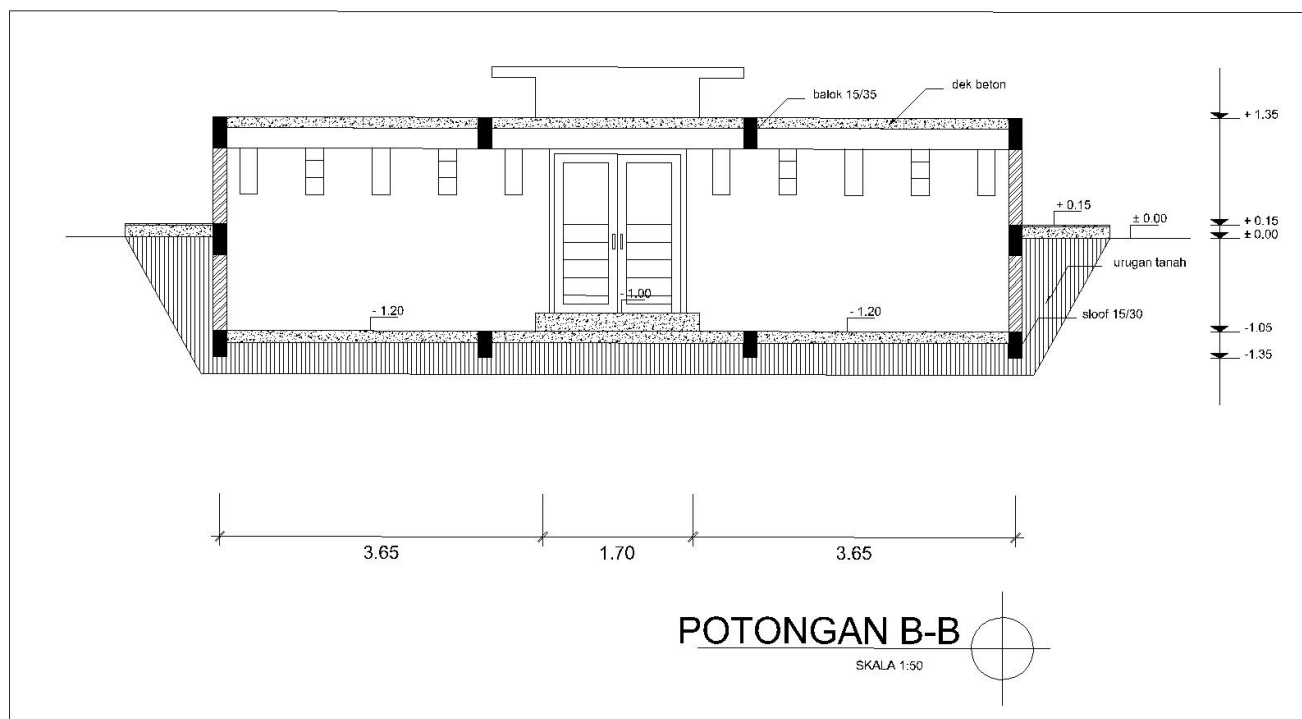 balok 15/35
dek beton
+ 1.35
+ 0.15
+ 0.15
± 0.00
± 0.00
urugan tanah
- 1.00
- 1.20
- 1.20
sloof 15/30
-1.05
-1.35
3.65
1.70
3.65
POTONGAN B-B
SKALA 1:50